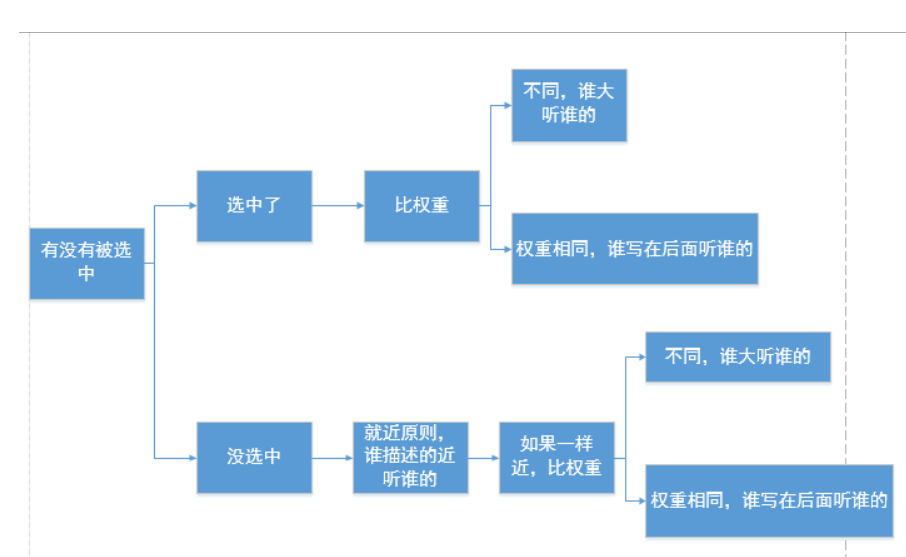 不同，谁大
听谁的
选中了
比权重
有没有被选
中
权重相同，谁写在后面听谁的
不同，谁大听谁的
没选中
就近原则，
谁描述的近
听谁的
如果一样
近，比权重
权重相同，谁写在后面听谁的